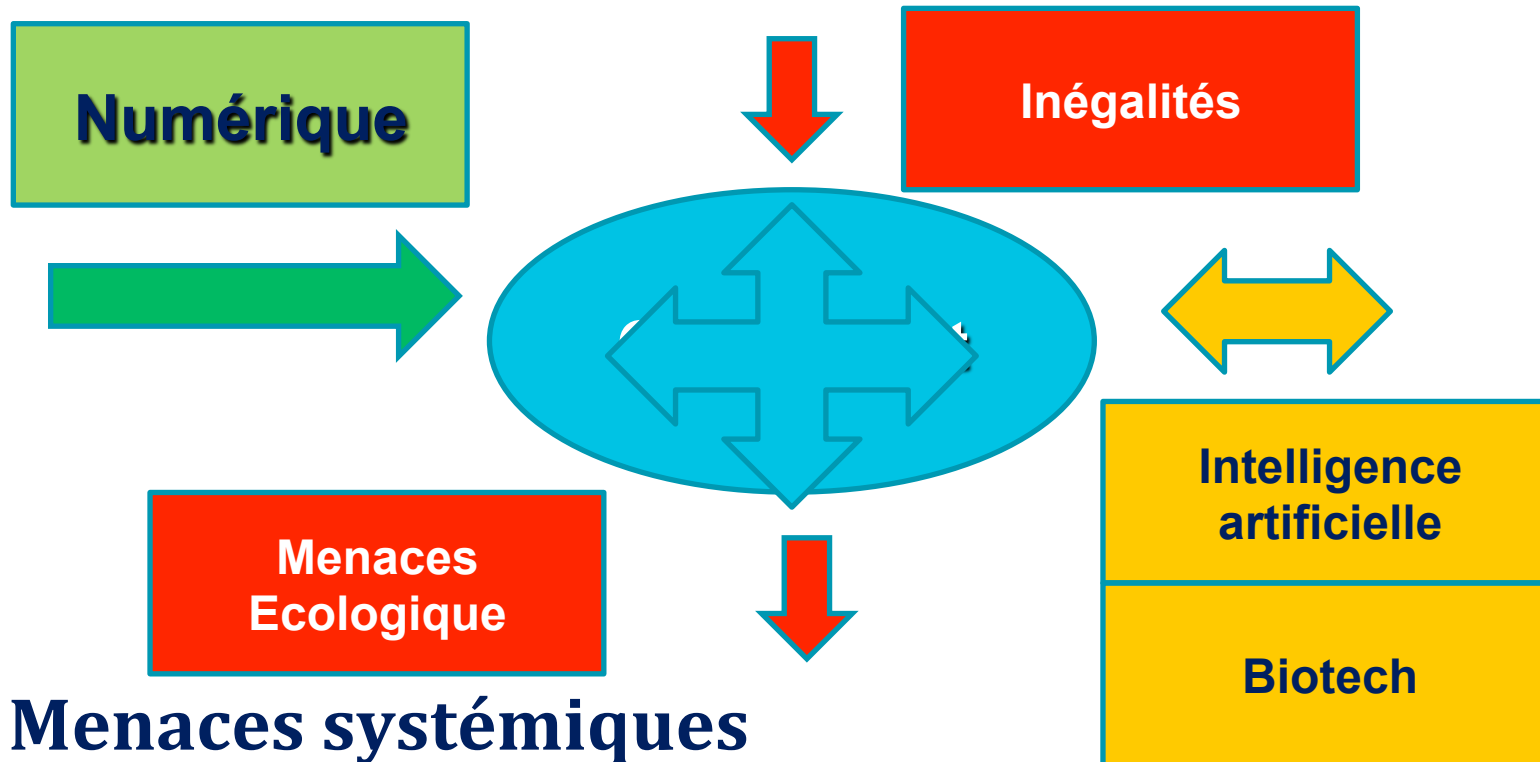 Numérique
Inégalités
Intelligence
artificielle
Menaces
Ecologique
Biotech
Menaces systémiques